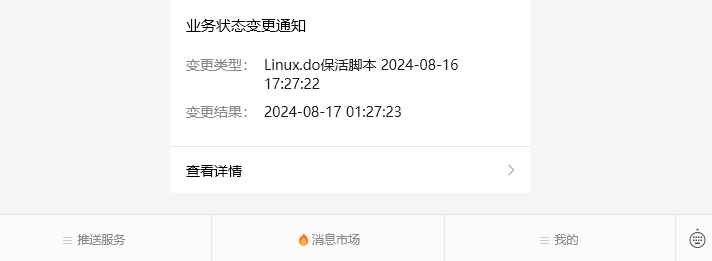 业务状态变更通知
变更类型： Linux.do保活脚本 2024-08-16
17:27:22
变更结果： 2024-08-17 01:27:23
查看详情
推送服务 消息市场 我的